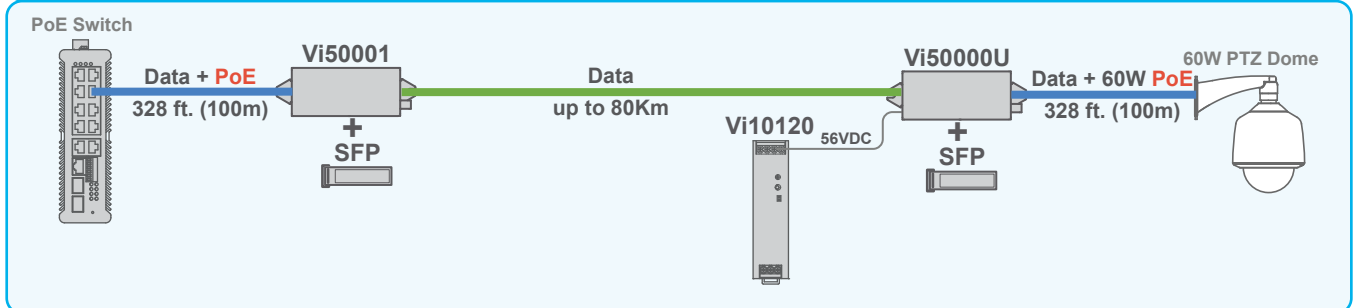 PoE Switch
Vi50001
Data + PoE
328 ft. (100m)
+
SFP
Data
up to 80Km
Vi10120
56VDC
Vi50000U
+
SFP
Data + 60W PoE
328 ft. (100m)
60W PTZ Dome